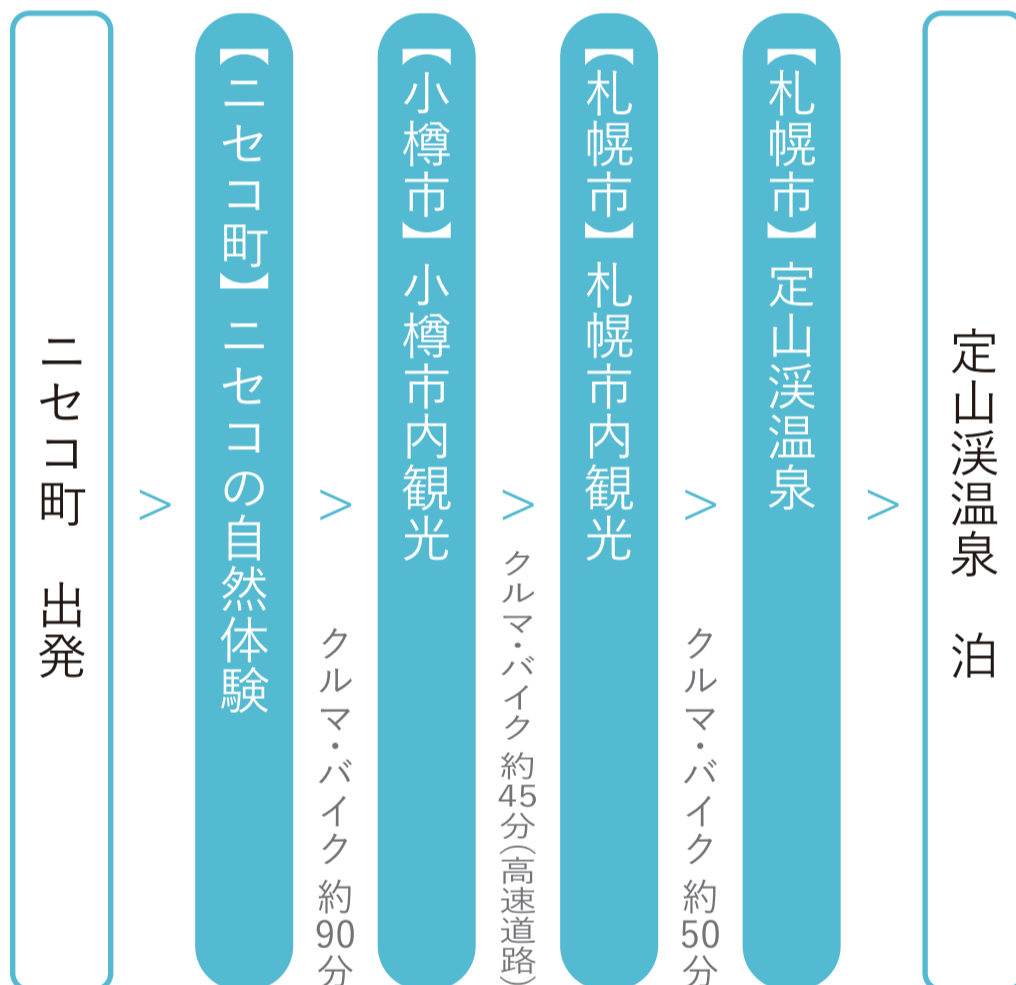 ニセコ町 出発
>
【ニセコ町】ニセコの自然体験
>
クルマ・バイク 約90分
【小樽市】小樽市内観光
>
クルマ・バイク 約45分(高速道路)
【札幌市】札幌市内観光
>
クルマ・バイク 約50分
【札幌市】定山渓温泉
>
定山渓温泉 泊